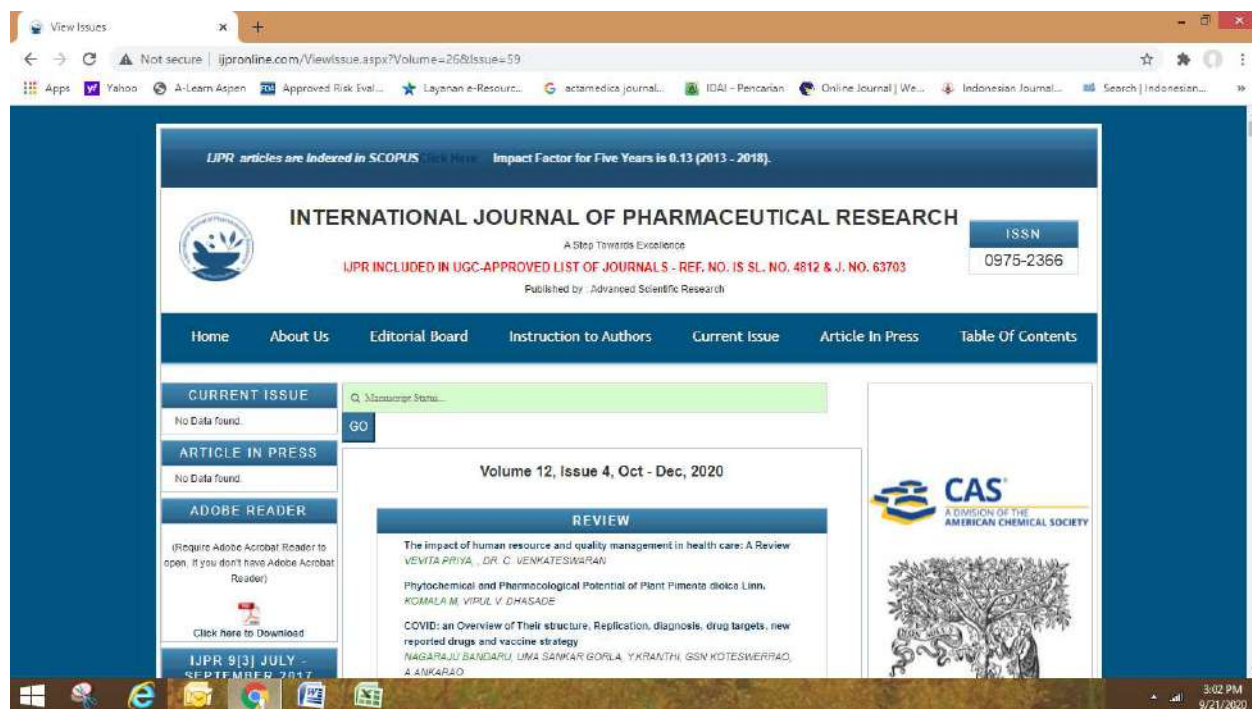 View Issues
Not secure | ijpronline.com/ViewIssue.aspx?Volume=26&Issue=59
Apps Yahoo A-Learn Aspen Approved Risk Eval... Layanan e-Resourc... actamedica journal... IDAI - Pencarian Online Journal | We... Indonesian Journal... Search | Indonesian...
IJPR articles are Indexed in SCOPUS Click Here Impact Factor for Five Years is 0.13 (2013 - 2018).
INTERNATIONAL JOURNAL OF PHARMACEUTICAL RESEARCH
A Step Towards Excellence
IJPR INCLUDED IN UGC-APPROVED LIST OF JOURNALS - REF. NO. IS SL. NO. 4812 & J. NO. 63703
Published by : Advanced Scientific Research
ISSN
0975-2366
Home About Us Editorial Board Instruction to Authors Current Issue Article In Press Table Of Contents
CURRENT ISSUE
No Data found.
ARTICLE IN PRESS
No Data found.
ADOBE READER
(Require Adobe Acrobat Reader to
open, If you don't have Adobe Acrobat
Reader)
Click here to Download
IJPR 9[3] JULY -
SEPTEMBER 2017
Manuscript Status...
GO
Volume 12, Issue 4, Oct - Dec, 2020
REVIEW
The impact of human resource and quality management in health care: A Review
VEVITA PRIYA, , DR. C. VENKATESWARAN
Phytochemical and Pharmacological Potential of Plant Pimenta dioica Linn.
KOMALA M, VIPUL V. DHASADE
COVID: an Overview of Their structure, Replication, diagnosis, drug targets, new
reported drugs and vaccine strategy
NAGARAJU BANDARU, UMA SANKAR GORLA, Y.KRANTHI, GSN KOTESWERRAO,
A.ANKARAO
CAS
A DIVISION OF THE
AMERICAN CHEMICAL SOCIETY
3:02 PM
9/21/2020